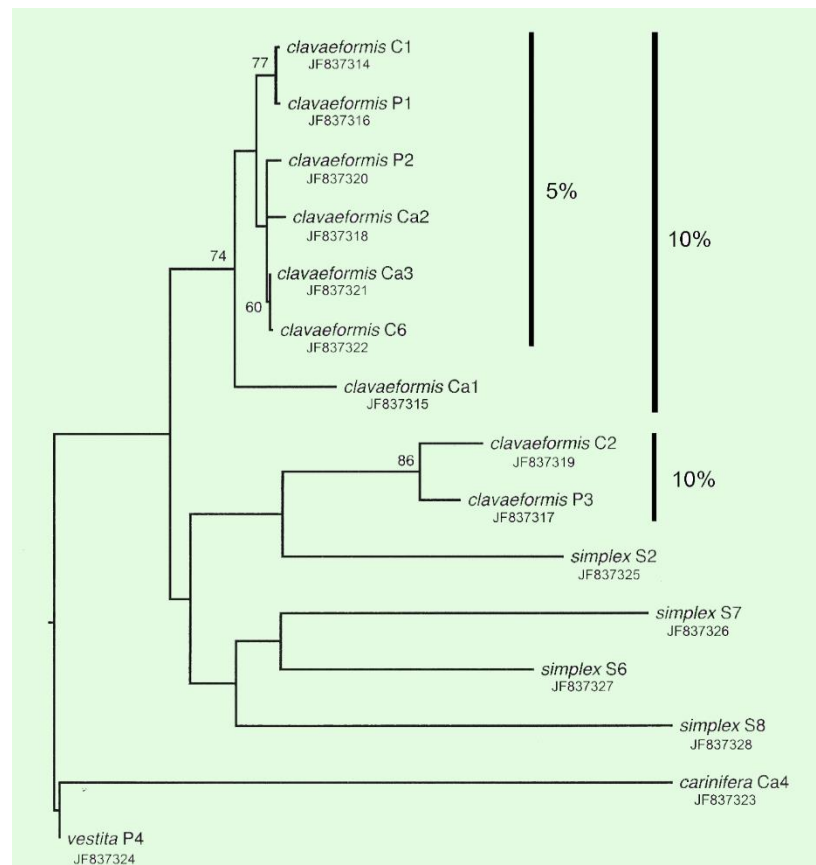 clavaeformis C1
77
JF837314
clavaeformis P1
JF837316
clavaeformis P2
JF837320
5%
clavaeformis Ca2
JF837318
10%
74
clavaeformis Ca3
JF837321
60
clavaeformis C6
JF837322
clavaeformis Ca1
JF837315
clavaeformis C2
86
JF837319
10%
clavaeformis P3
JF837317
simplex S2
JF837325
simplex S7
JF837326
simplex S6
JF837327
simplex S8
JF837328
carinifera Ca4
JF837323
vestita P4
JF837324